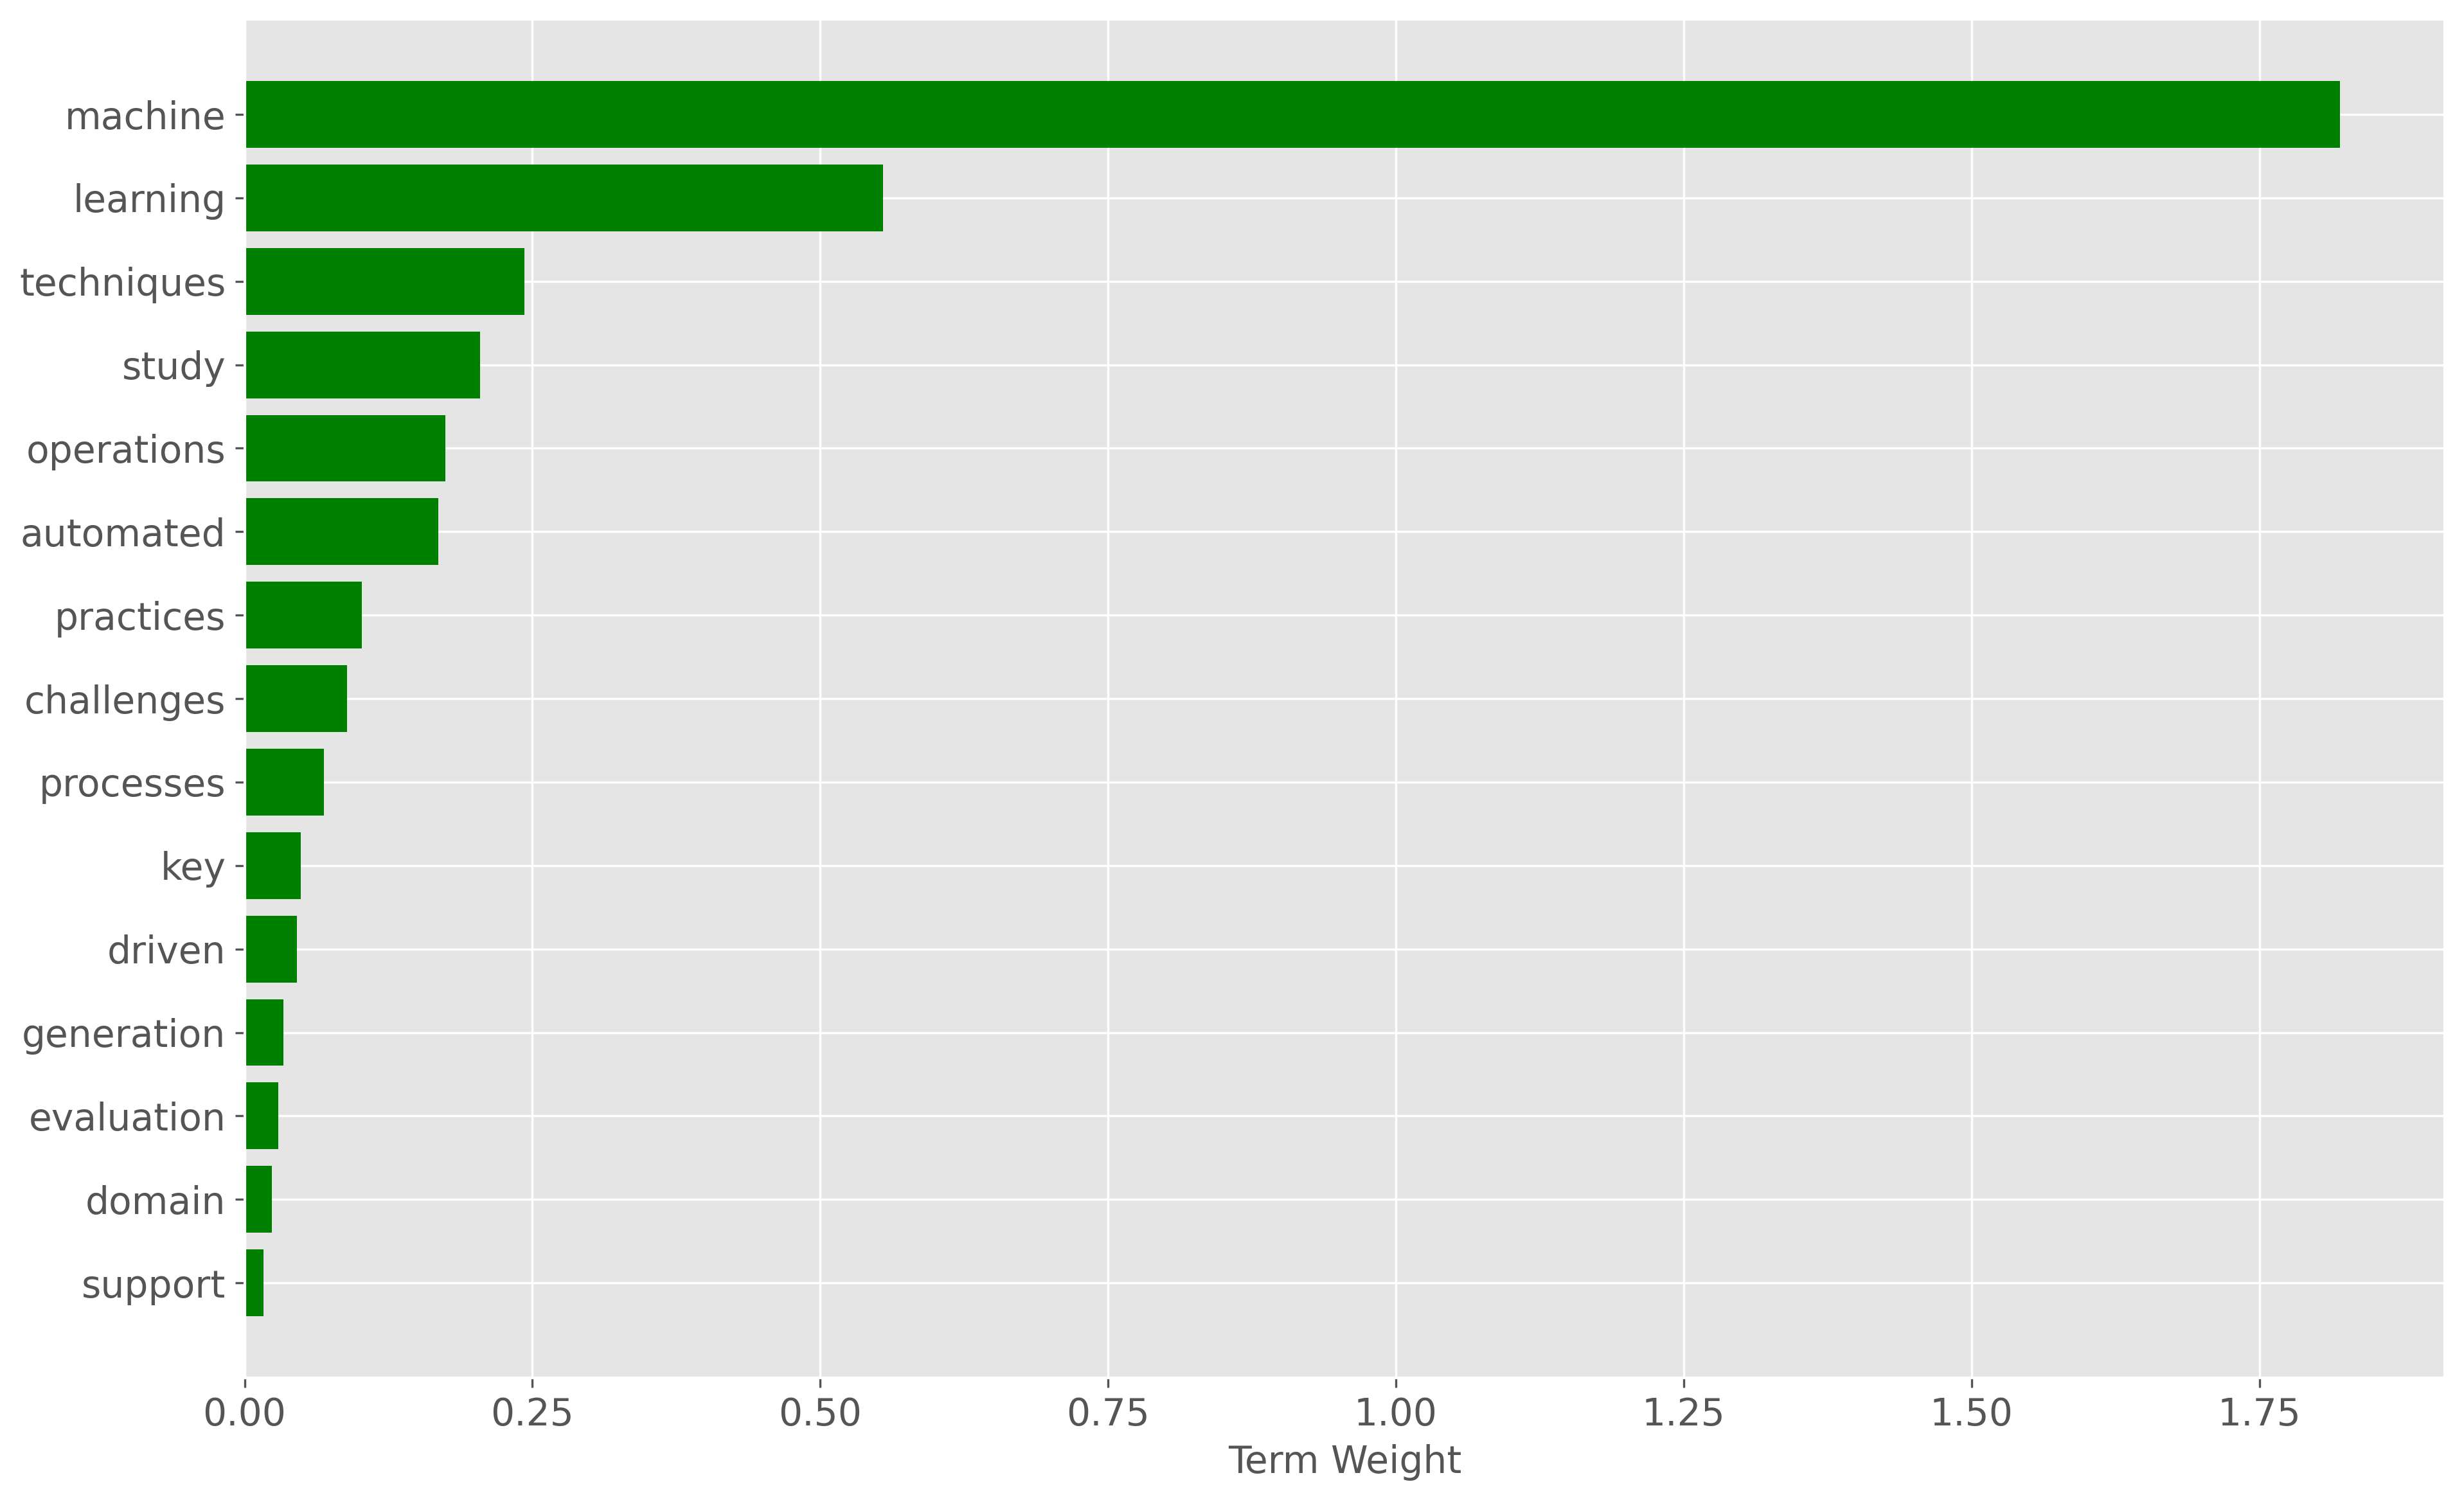 machine
learning
techniques
study
operations
automated
practices
challenges
processes
key
driven
generation
evaluation
domain
support
0.00 0.25 0.50 0.75 1.00 1.25 1.50 1.75
Term Weight